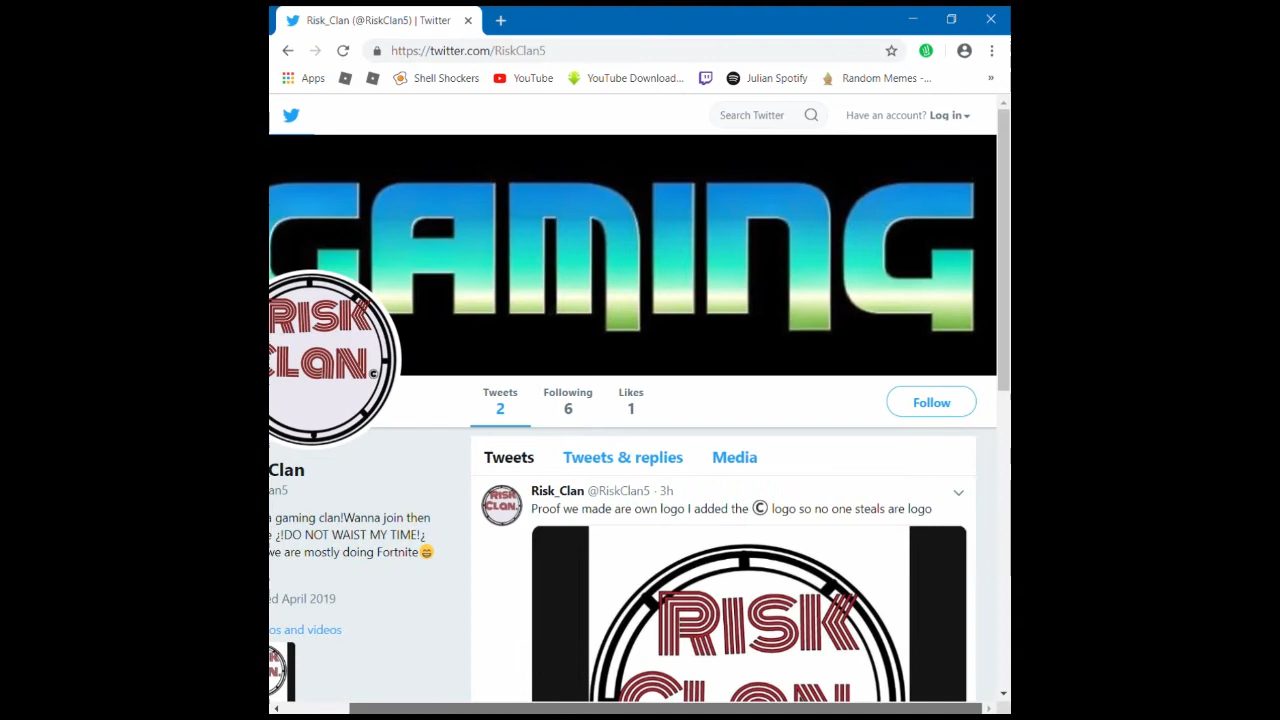 Risk_Clan (@RiskClan5) | Twitter
https://twitter.com/RiskClan5
Apps Shell Shockers YouTube YouTube Download... Julian Spotify Random Memes -... »
Search Twitter Have an account? Log in
GAMING
RISK
CLAN.©
Tweets Following Likes
2 6 1
Follow
Clan
an5
a gaming clan!Wanna join then
e ¿!DO NOT WAIST MY TIME!¿
we are mostly doing Fortnite😄
ed April 2019
os and videos
N.
Tweets Tweets & replies Media
Risk_Clan @RiskClan5 · 3h
Proof we made are own logo I added the © logo so no one steals are logo
RISK
CLAN.
RISK
CLAN